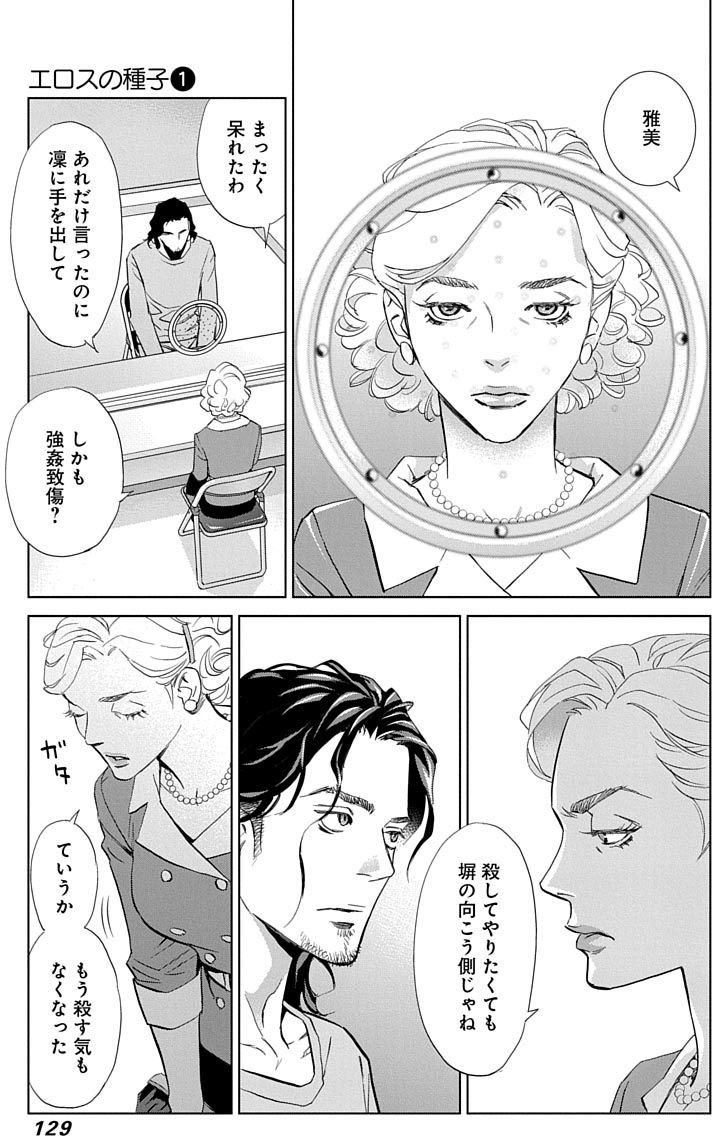 エロスの種子❶
雅美
まったく
呆れたわ
あれだけ言ったのに
凜に手を出して
しかも
強姦致傷?
殺してやりたくても
塀の向こう側じゃね
ガタ
ていうか
もう殺す気も
なくなった
129